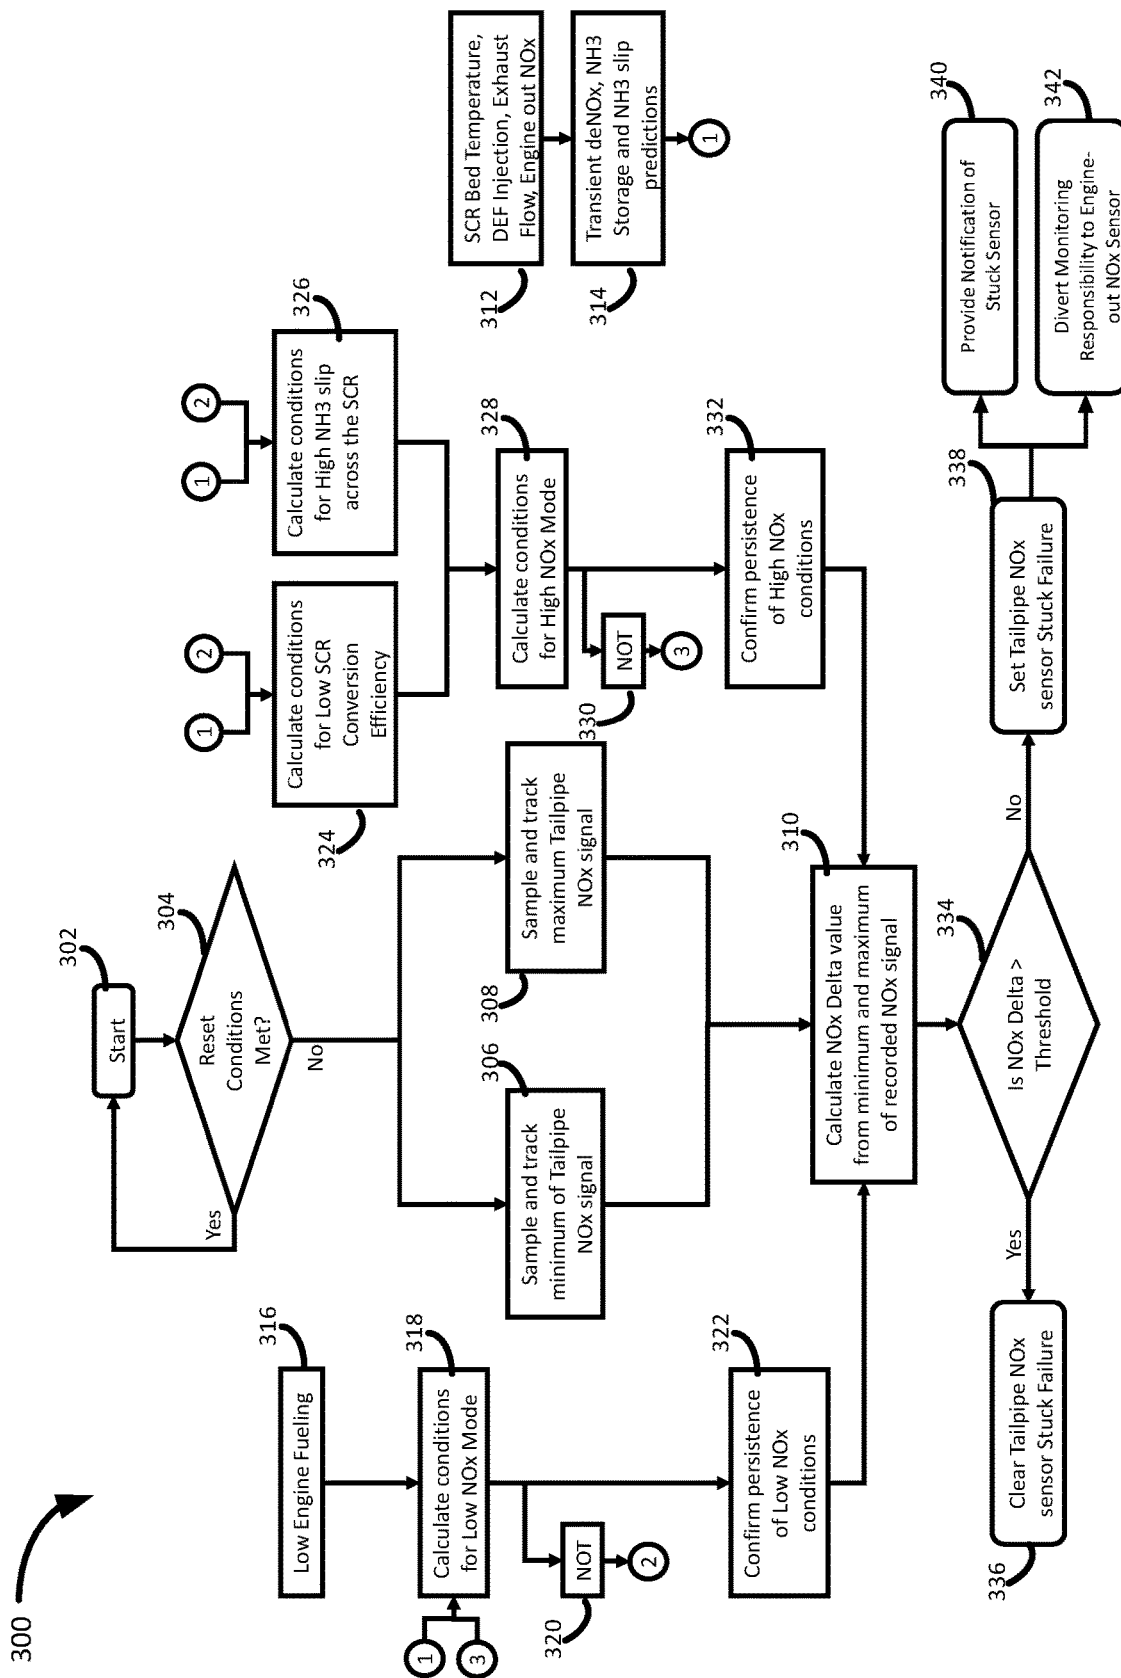 300
302
Start
304
Reset
Conditions
Met?
Yes
No
306
Sample and track
minimum of Tailpipe
NOx signal
308
Sample and track
maximum Tailpipe
NOx signal
316
Low Engine Fueling
318
Calculate conditions
for Low NOx Mode
1
3
NOT
320
2
322
Confirm persistence
of Low NOx
conditions
1
2
324
Calculate conditions
for Low SCR
Conversion
Efficiency
1
2
326
Calculate conditions
for High NH3 slip
across the SCR
328
Calculate conditions
for High NOx Mode
NOT
330
3
332
Confirm persistence
of High NOx
conditions
SCR Bed Temperature,
DEF Injection, Exhaust
Flow, Engine out NOx
312
Transient deNOx, NH3
Storage and NH3 slip
predictions
314
1
310
Calculate NOx Delta value
from minimum and maximum
of recorded NOx signal
334
Is NOx Delta >
Threshold
Yes
No
Clear Tailpipe NOx
sensor Stuck Failure
336
338
Set Tailpipe NOx
sensor Stuck Failure
340
Provide Notification of
Stuck Sensor
342
Divert Monitoring
Responsibility to Engine-
out NOx Sensor